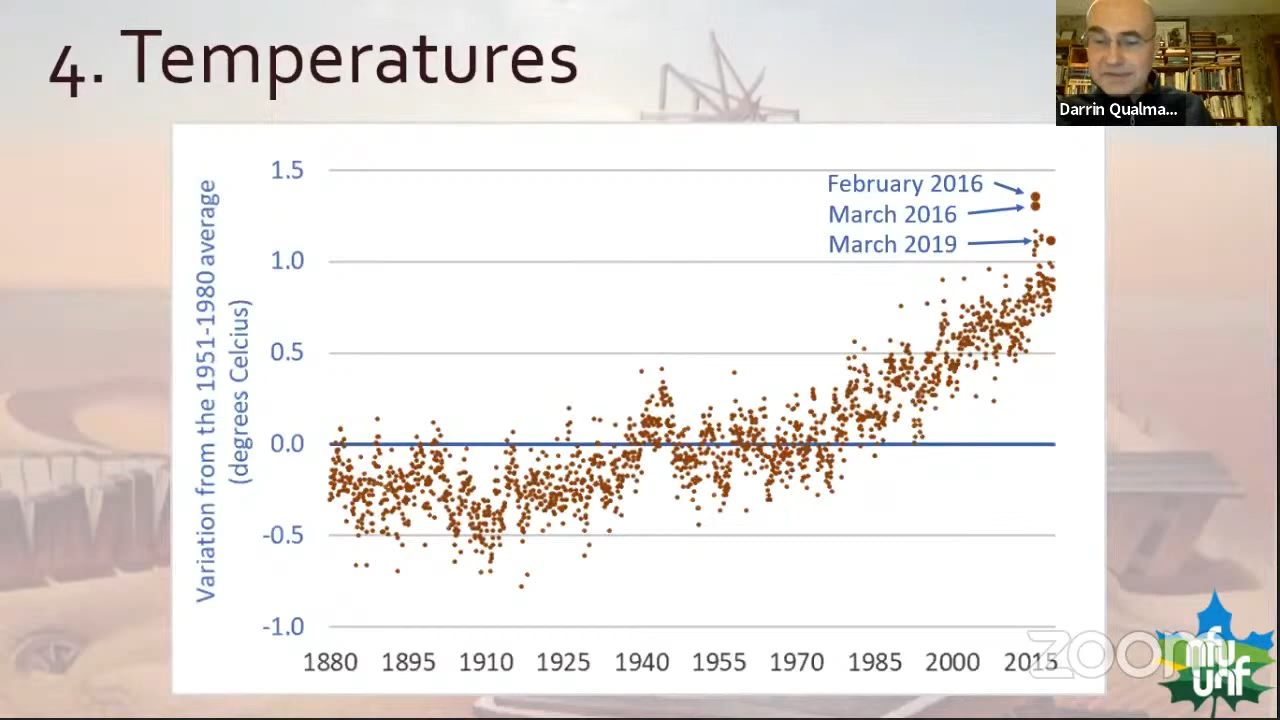 4. Temperatures
Darrin Qualma...
Variation from the 1951-1980 average
(degrees Celcius)
1.5
1.0
0.5
0.0
-0.5
-1.0
February 2016
March 2016
March 2019
1880 1895 1910 1925 1940 1955 1970 1985 2000 2015
zoom
nfu
unf